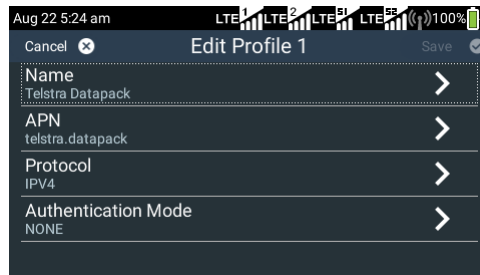 Aug 22 5:24 am LTE 1 LTE 2 LTE S1 LTE S2 100%
Cancel Edit Profile 1 Save
Name
Telstra Datapack
APN
telstra.datapack
Protocol
IPV4
Authentication Mode
NONE